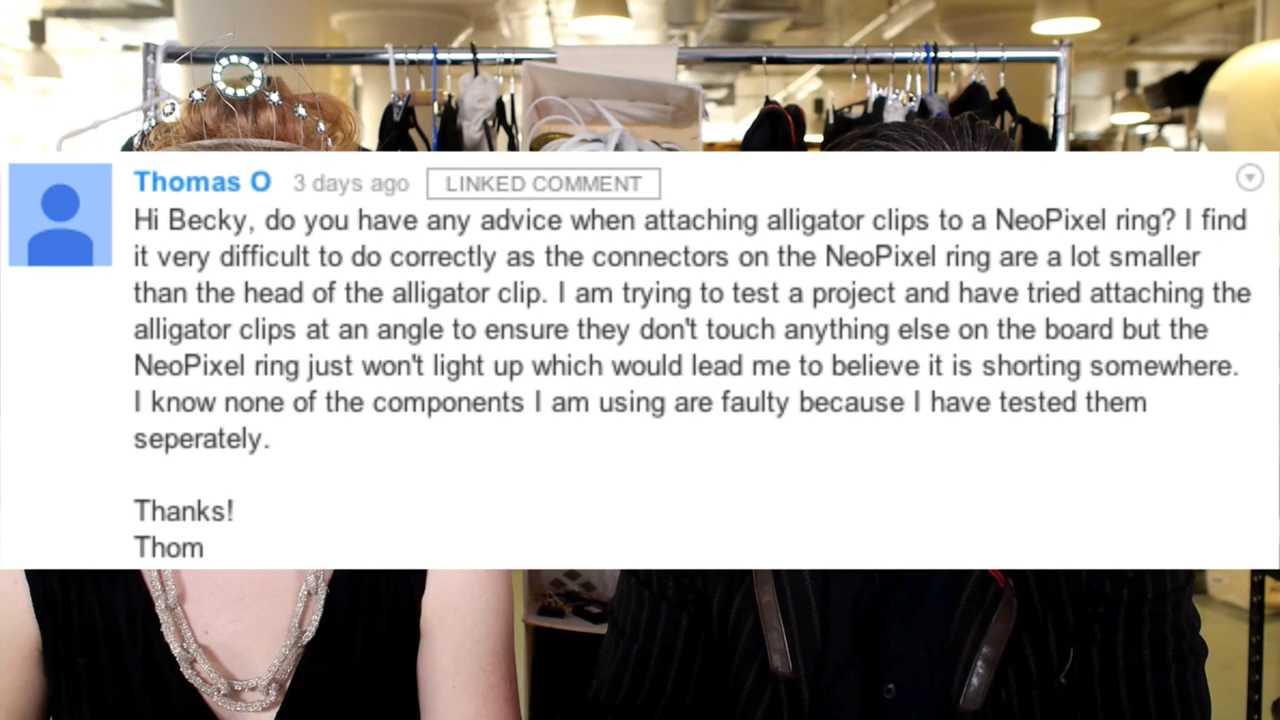 Thomas O 3 days ago LINKED COMMENT
Hi Becky, do you have any advice when attaching alligator clips to a NeoPixel ring? I find
it very difficult to do correctly as the connectors on the NeoPixel ring are a lot smaller
than the head of the alligator clip. I am trying to test a project and have tried attaching the
alligator clips at an angle to ensure they don't touch anything else on the board but the
NeoPixel ring just won't light up which would lead me to believe it is shorting somewhere.
I know none of the components I am using are faulty because I have tested them
seperately.
Thanks!
Thom